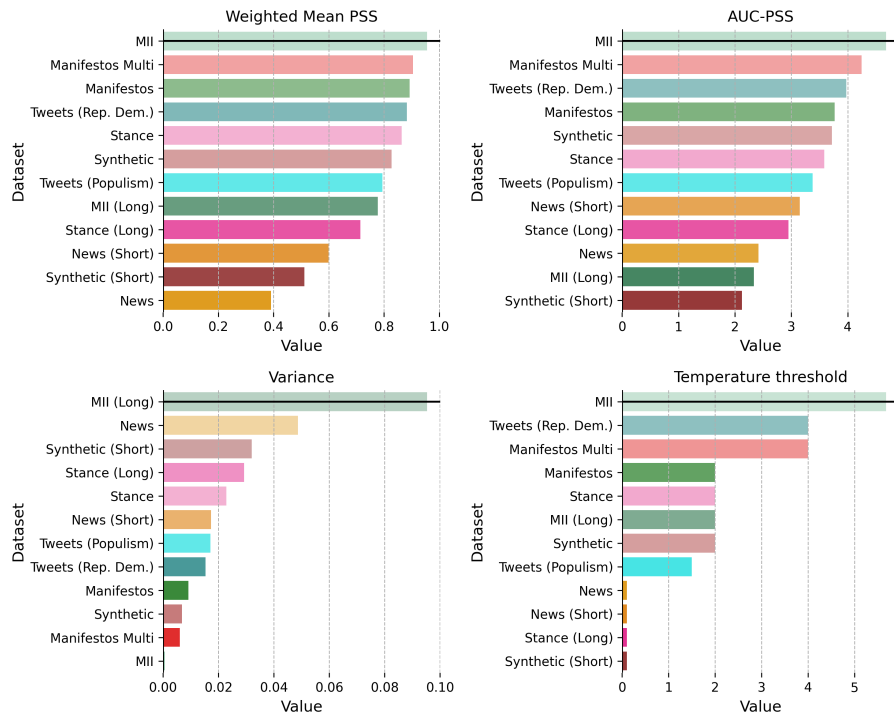 Weighted Mean PSS
Dataset
MII
Manifestos Multi
Manifestos
Tweets (Rep. Dem.)
Stance
Synthetic
Tweets (Populism)
MII (Long)
Stance (Long)
News (Short)
Synthetic (Short)
News
0.0 0.2 0.4 0.6 0.8 1.0
Value
AUC-PSS
Dataset
MII
Manifestos Multi
Tweets (Rep. Dem.)
Manifestos
Synthetic
Stance
Tweets (Populism)
News (Short)
Stance (Long)
News
MII (Long)
Synthetic (Short)
0 1 2 3 4
Value
Variance
Dataset
MII (Long)
News
Synthetic (Short)
Stance (Long)
Stance
News (Short)
Tweets (Populism)
Tweets (Rep. Dem.)
Manifestos
Synthetic
Manifestos Multi
MII
0.00 0.02 0.04 0.06 0.08 0.10
Value
Temperature threshold
Dataset
MII
Tweets (Rep. Dem.)
Manifestos Multi
Manifestos
Stance
MII (Long)
Synthetic
Tweets (Populism)
News
News (Short)
Stance (Long)
Synthetic (Short)
0 1 2 3 4 5
Value